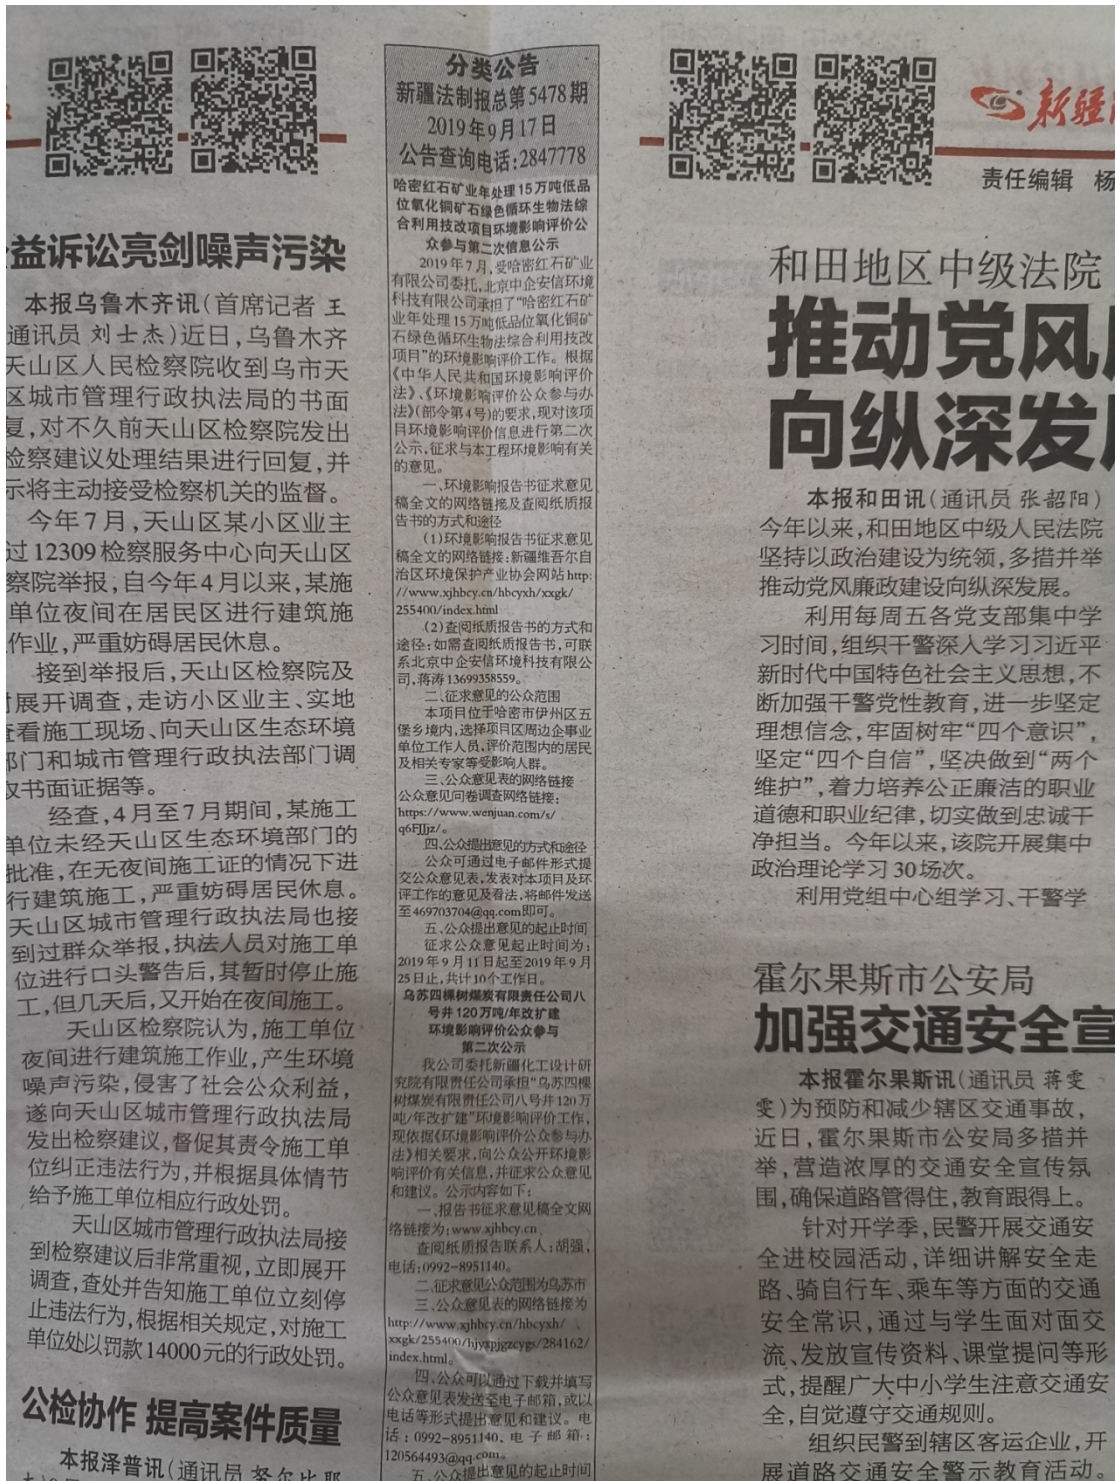 益诉讼亮剑噪声污染
本报乌鲁木齐讯(首席记者 王
通讯员 刘士杰)近日,乌鲁木齐
天山区人民检察院收到乌市天
区城市管理行政执法局的书面
复,对不久前天山区检察院发出
检察建议处理结果进行回复,并
示将主动接受检察机关的监督。
今年7月,天山区某小区业主
过12309检察服务中心向天山区
察院举报,自今年4月以来,某施
单位夜间在居民区进行建筑施
作业,严重妨碍居民休息。
接到举报后,天山区检察院及
展开调查,走访小区业主、实地
查看施工现场、向天山区生态环境
部门和城市管理行政执法部门调
取书面证据等。
经查,4月至7月期间,某施工
单位未经天山区生态环境部门的
批准,在无夜间施工证的情况下进
行建筑施工,严重妨碍居民休息。
天山区城市管理行政执法局也接
到过群众举报,执法人员对施工单
位进行口头警告后,其暂时停止施
工,但几天后,又开始在夜间施工。
天山区检察院认为,施工单位
夜间进行建筑施工作业,产生环境
噪声污染,侵害了社会公众利益,
遂向天山区城市管理行政执法局
发出检察建议,督促其责令施工单
位纠正违法行为,并根据具体情节
给予施工单位相应行政处罚。
天山区城市管理行政执法局接
到检察建议后非常重视,立即展开
调查,查处并告知施工单位立刻停
止违法行为,根据相关规定,对施工
单位处以罚款14000元的行政处罚。
公检协作 提高案件质量
本报泽普讯(通讯员 努尔比耶
分类公告
新疆法制报总第5478期
2019年9月17日
公告查询电话:2847778
哈密红石矿业年处理15万吨低品
位氧化铜矿石绿色循环生物法综
合利用技改项目环境影响评价公
众参与第二次信息公示
2019年7月,受哈密红石矿业
有限公司委托,北京中企安信环境
科技有限公司承担了“哈密红石矿
业年处理15万吨低品位氧化铜矿
石绿色循环生物法综合利用技改
项目”的环境影响评价工作。根据
《中华人民共和国环境影响评价
法》、《环境影响评价公众参与办
法》(部令第4号)的要求,现对该项
目环境影响评价信息进行第二次
公示,征求与本工程环境影响有关
的意见。
一、环境影响报告书征求意见
稿全文的网络链接及查阅纸质报
告书的方式和途径
(1)环境影响报告书征求意见
稿全文的网络链接:新疆维吾尔自
治区环境保护产业协会网站http:
//www.xjhbcy.cn/hbcyxh/xxgk/
255400/index.html
(2)查阅纸质报告书的方式和
途径:如需查阅纸质报告书,可联
系北京中企安信环境科技有限公
司,蒋涛13699358559。
二、征求意见的公众范围
本项目位于哈密市伊州区五
堡乡境内,选择项目区周边企事业
单位工作人员,评价范围内的居民
及相关专家等受影响人群。
三、公众意见表的网络链接
公众意见问卷调查网络链接:
https://www.wenjuan.com/s/
q6FJJjz/。
四、公众提出意见的方式和途径
公众可通过电子邮件形式提
交公众意见表,发表对本项目及环
评工作的意见及看法,将邮件发送
至469703704@qq.com即可。
五、公众提出意见的起止时间
征求公众意见起止时间为:
2019年9月11日起至2019年9月
25日止,共计10个工作日。
乌苏四棵树煤炭有限责任公司八
号井120万吨/年改扩建
环境影响评价公众参与
第二次公示
我公司委托新疆化工设计研
究院有限责任公司承担“乌苏四棵
树煤炭有限责任公司八号井120万
吨/年改扩建”环境影响评价工作,
现依据《环境影响评价公众参与办
法》相关要求,向公众公开环境影
响评价有关信息,并征求公众意见
和建议。公示内容如下:
一、报告书征求意见稿全文网
络链接为:www.xjhbcy.cn
查阅纸质报告联系人:胡强,
电话:0992-8951140。
二、征求意见公众范围为乌苏市
三、公众意见表的网络链接为
http://www.xjhbcy.cn/hbcyxh/
xxgk/255400/hjyxpjgzcygs/284162/
index.html。
四、公众可以通过下载并填写
公众意见表发送至电子邮箱,或以
电话等形式提出意见和建议。电
话:0992-8951140,电子邮箱:
120564493@qq.com。
五、公众提出意见的起止时间
新疆
责任编辑 杨
和田地区中级法院
推动党风
向纵深发
本报和田讯(通讯员 张韶阳)
今年以来,和田地区中级人民法院
坚持以政治建设为统领,多措并举
推动党风廉政建设向纵深发展。
利用每周五各党支部集中学
习时间,组织干警深入学习习近平
新时代中国特色社会主义思想,不
断加强干警党性教育,进一步坚定
理想信念,牢固树牢“四个意识”,
坚定“四个自信”,坚决做到“两个
维护”,着力培养公正廉洁的职业
道德和职业纪律,切实做到忠诚干
净担当。今年以来,该院开展集中
政治理论学习30场次。
利用党组中心组学习、干警学
霍尔果斯市公安局
加强交通安全宣
本报霍尔果斯讯(通讯员 蒋雯
雯)为预防和减少辖区交通事故,
近日,霍尔果斯市公安局多措并
举,营造浓厚的交通安全宣传氛
围,确保道路管得住,教育跟得上。
针对开学季,民警开展交通安
全进校园活动,详细讲解安全走
路、骑自行车、乘车等方面的交通
安全常识,通过与学生面对面交
流、发放宣传资料、课堂提问等形
式,提醒广大中小学生注意交通安
全,自觉遵守交通规则。
组织民警到辖区客运企业,开
展道路交通安全警示教育活动